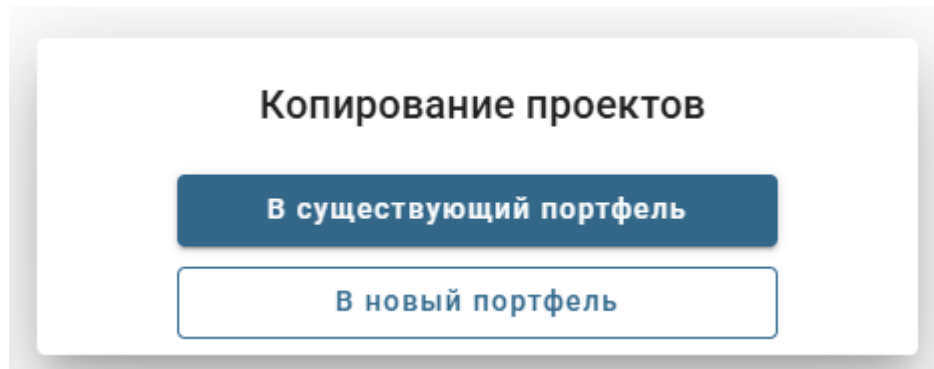 Копирование проектов
В существующий портфель
В новый портфель